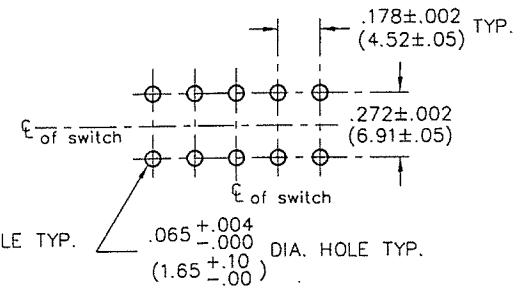 .178±.002 TYP.
(4.52±.05)
.272±.002
(6.91±.05)
℄ of switch
℄ of switch
LE TYP.
.065 +.004 -.000 DIA. HOLE TYP.
(1.65 +.10 -.00)